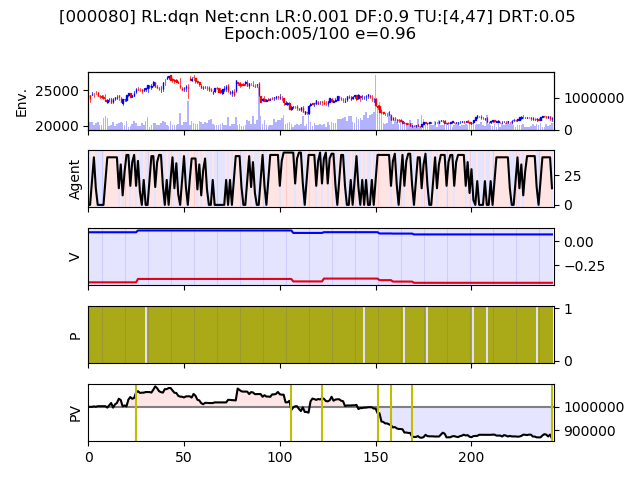 [000080] RL:dqn Net:cnn LR:0.001 DF:0.9 TU:[4,47] DRT:0.05
Epoch:005/100 e=0.96
Env.
25000
20000
1000000
0
Agent
25
0
V
0.00
−0.25
P
1
0
PV
1000000
900000
0
50
100
150
200